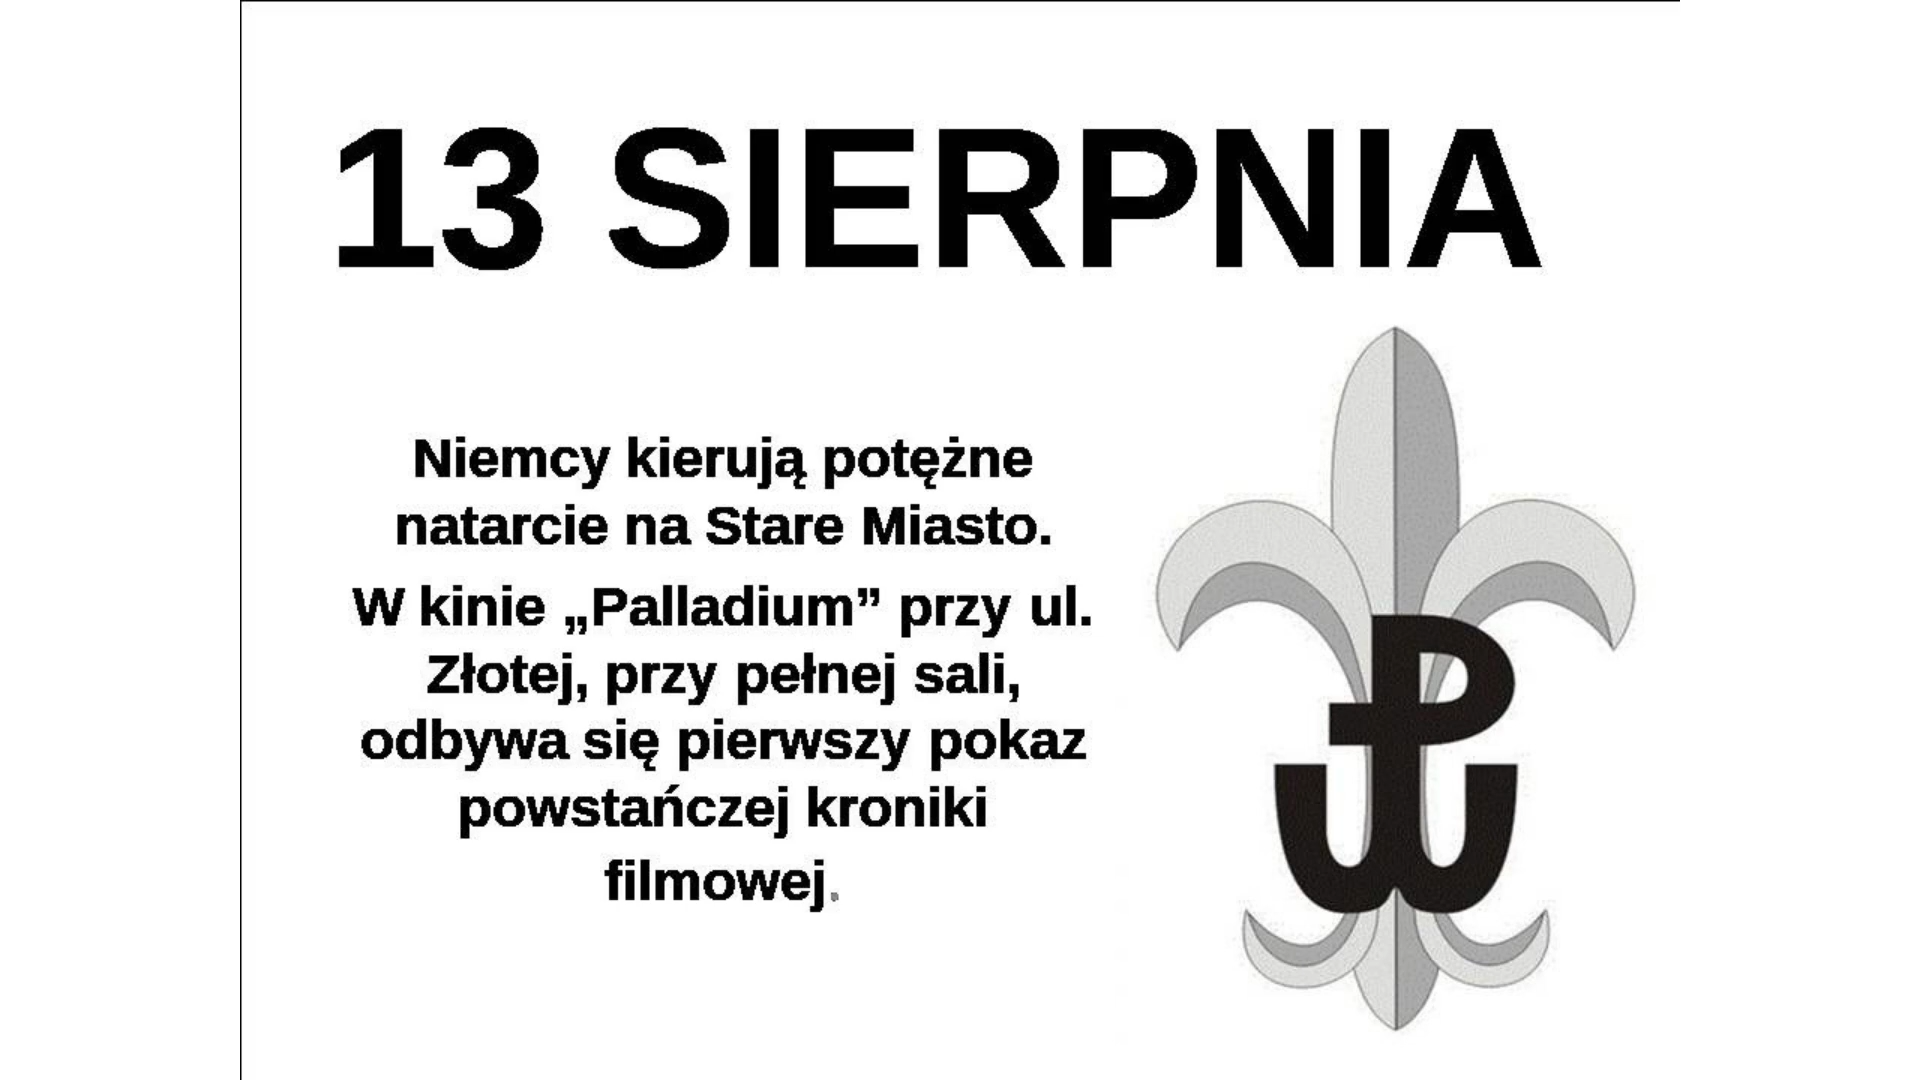 13 SIERPNIA
Niemcy kierują potężne
natarcie na Stare Miasto.
W kinie „Palladium” przy ul.
Złotej, przy pełnej sali,
odbywa się pierwszy pokaz
powstańczej kroniki
filmowej.
PW